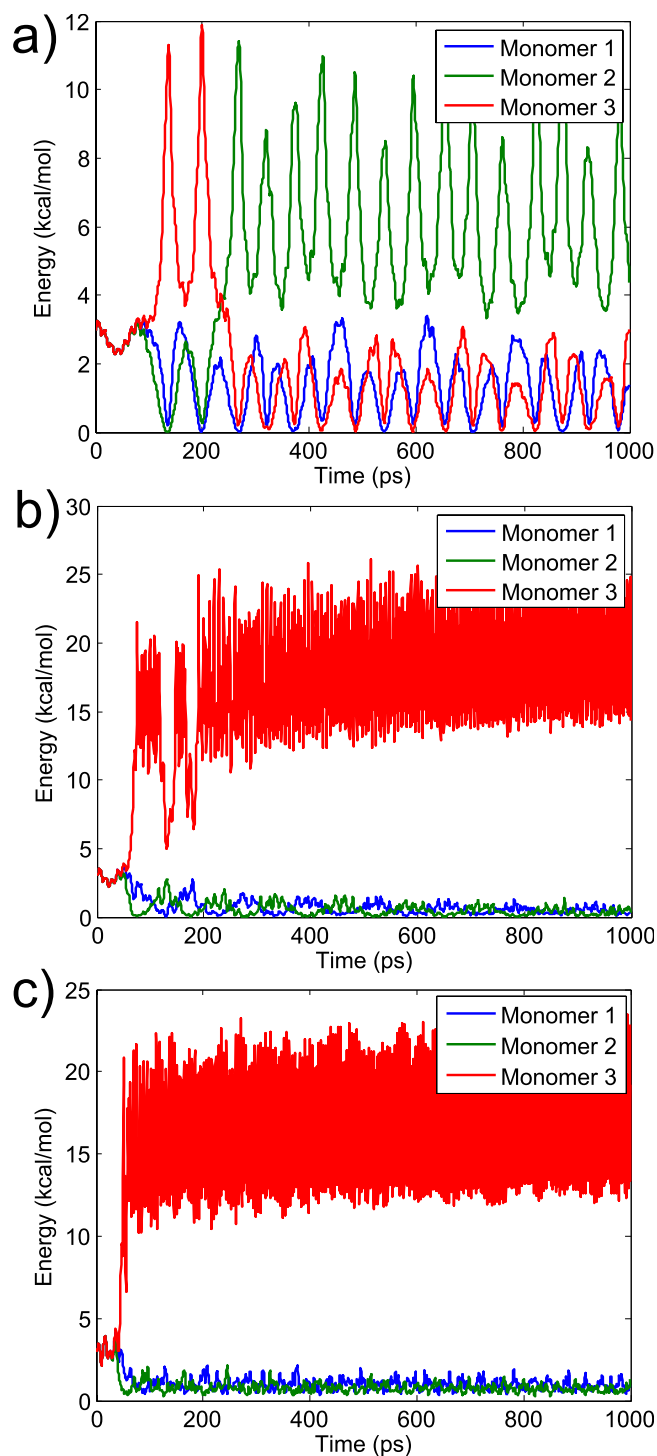 a)
12
10
8
6
4
2
0
Energy (kcal/mol)
Monomer 1
Monomer 2
Monomer 3
0 200 400 600 800 1000
Time (ps)
b)
30
25
20
15
10
5
0
Energy (kcal/mol)
Monomer 1
Monomer 2
Monomer 3
0 200 400 600 800 1000
Time (ps)
c)
25
20
15
10
5
0
Energy (kcal/mol)
Monomer 1
Monomer 2
Monomer 3
0 200 400 600 800 1000
Time (ps)